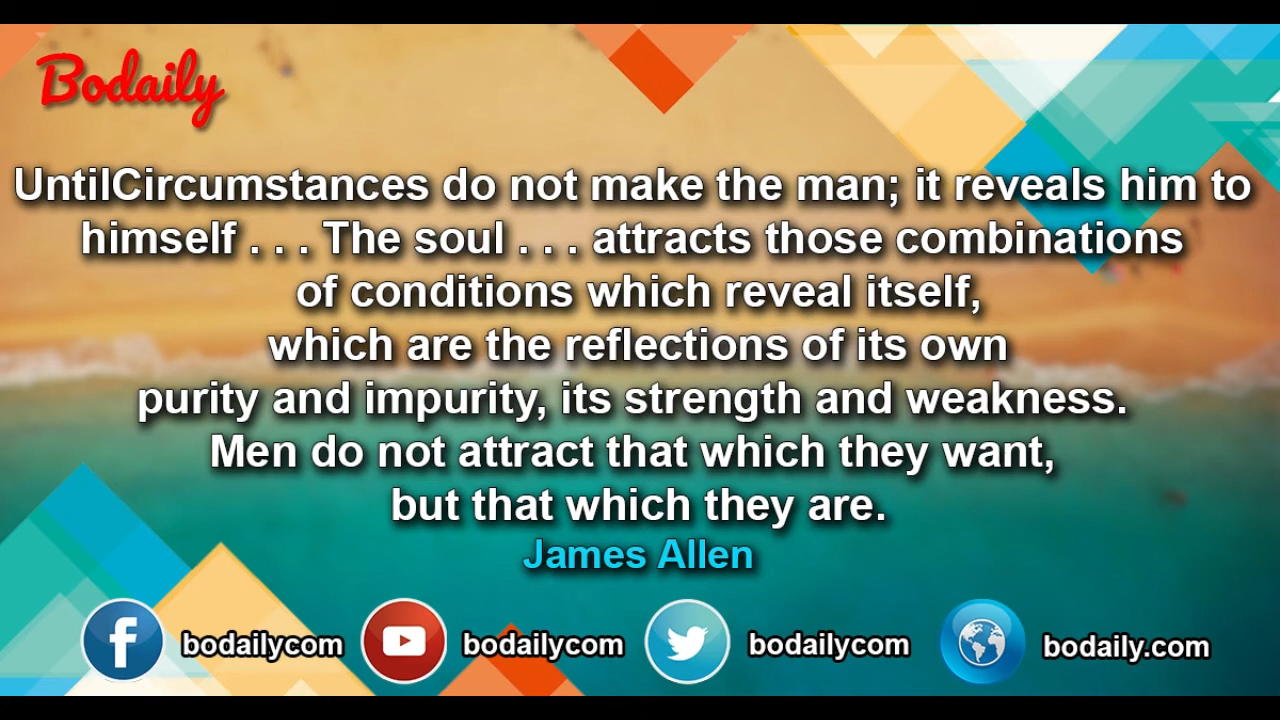 Bodaily
UntilCircumstances do not make the man; it reveals him to
himself . . . The soul . . . attracts those combinations
of conditions which reveal itself,
which are the reflections of its own
purity and impurity, its strength and weakness.
Men do not attract that which they want,
but that which they are.
James Allen
bodailycom bodailycom bodailycom bodaily.com